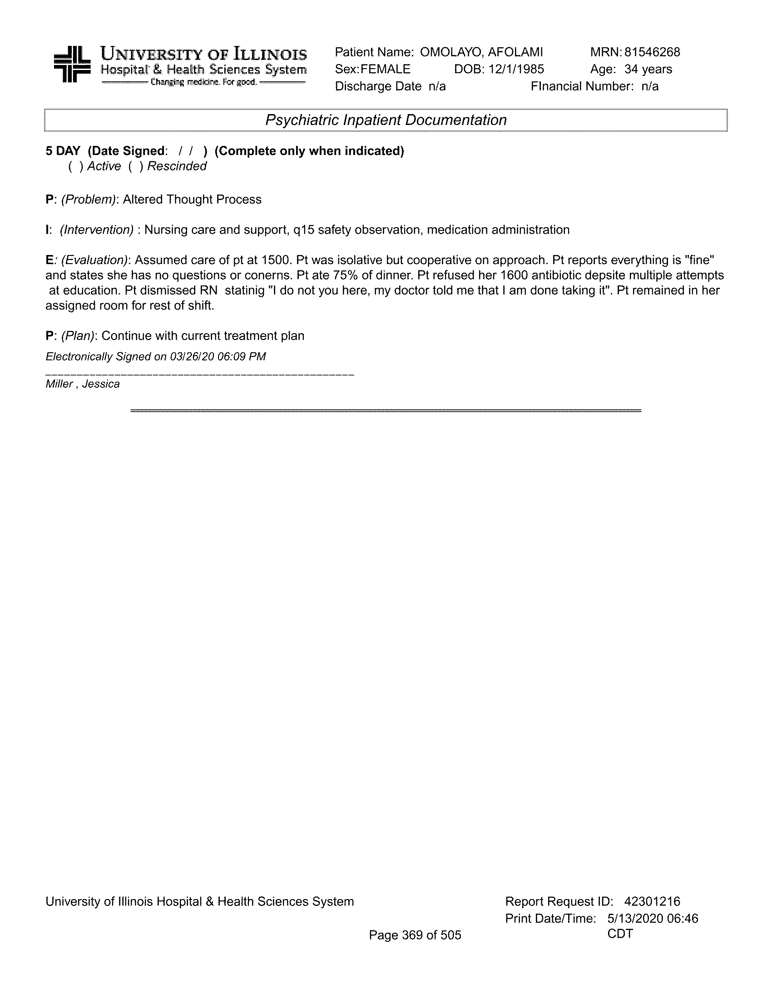 UNIVERSITY OF ILLINOIS
Hospital & Health Sciences System
Changing medicine. For good.
Patient Name: OMOLAYO, AFOLAMI MRN: 81546268
Sex: FEMALE DOB: 12/1/1985 Age: 34 years
Discharge Date n/a FInancial Number: n/a
Psychiatric Inpatient Documentation
5 DAY (Date Signed: / / ) (Complete only when indicated)
( ) Active ( ) Rescinded
P: (Problem): Altered Thought Process
I: (Intervention) : Nursing care and support, q15 safety observation, medication administration
E: (Evaluation): Assumed care of pt at 1500. Pt was isolative but cooperative on approach. Pt reports everything is "fine"
and states she has no questions or conerns. Pt ate 75% of dinner. Pt refused her 1600 antibiotic depsite multiple attempts
at education. Pt dismissed RN statinig "I do not you here, my doctor told me that I am done taking it". Pt remained in her
assigned room for rest of shift.
P: (Plan): Continue with current treatment plan
Electronically Signed on 03/26/20 06:09 PM
Miller , Jessica
University of Illinois Hospital & Health Sciences System Report Request ID: 42301216
Print Date/Time: 5/13/2020 06:46
CDT
Page 369 of 505